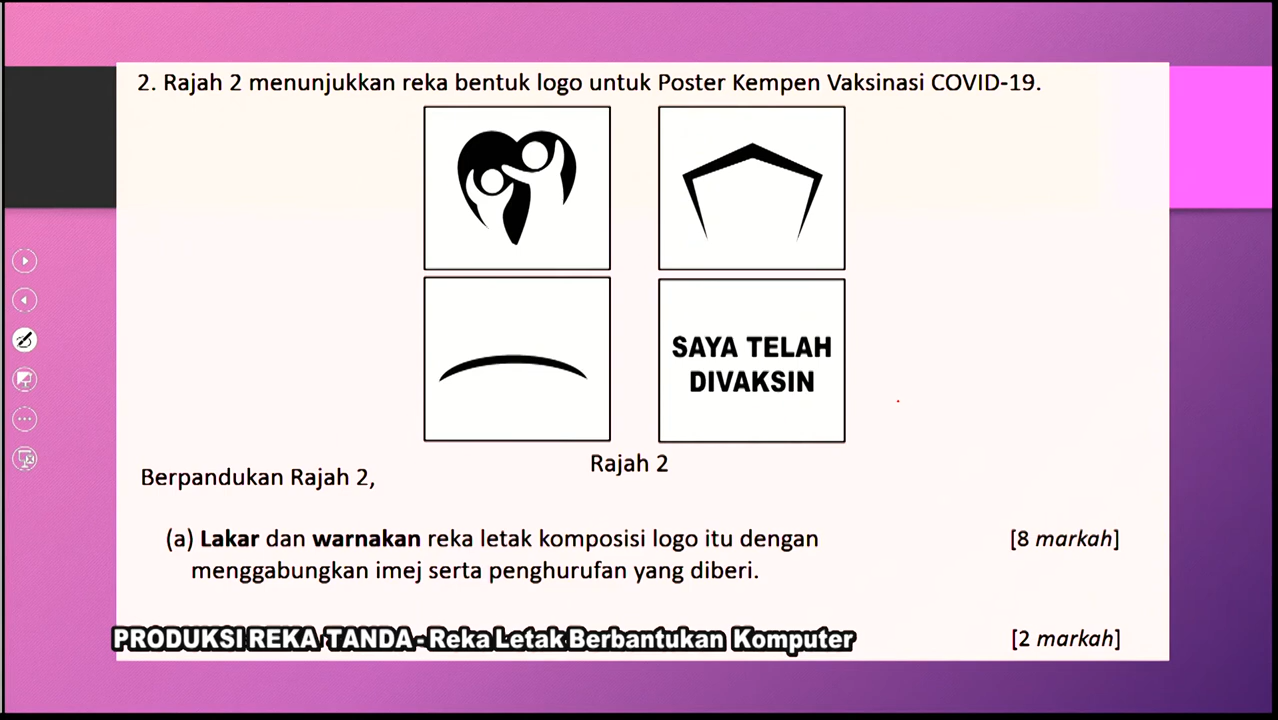 2. Rajah 2 menunjukkan reka bentuk logo untuk Poster Kempen Vaksinasi COVID-19.
SAYA TELAH
DIVAKSIN
Rajah 2
Berpandukan Rajah 2,
(a) Lakar dan warnakan reka letak komposisi logo itu dengan [8 markah]
menggabungkan imej serta penghurufan yang diberi.
PRODUKSI REKA TANDA - Reka Letak Berbantukan Komputer
[2 markah]